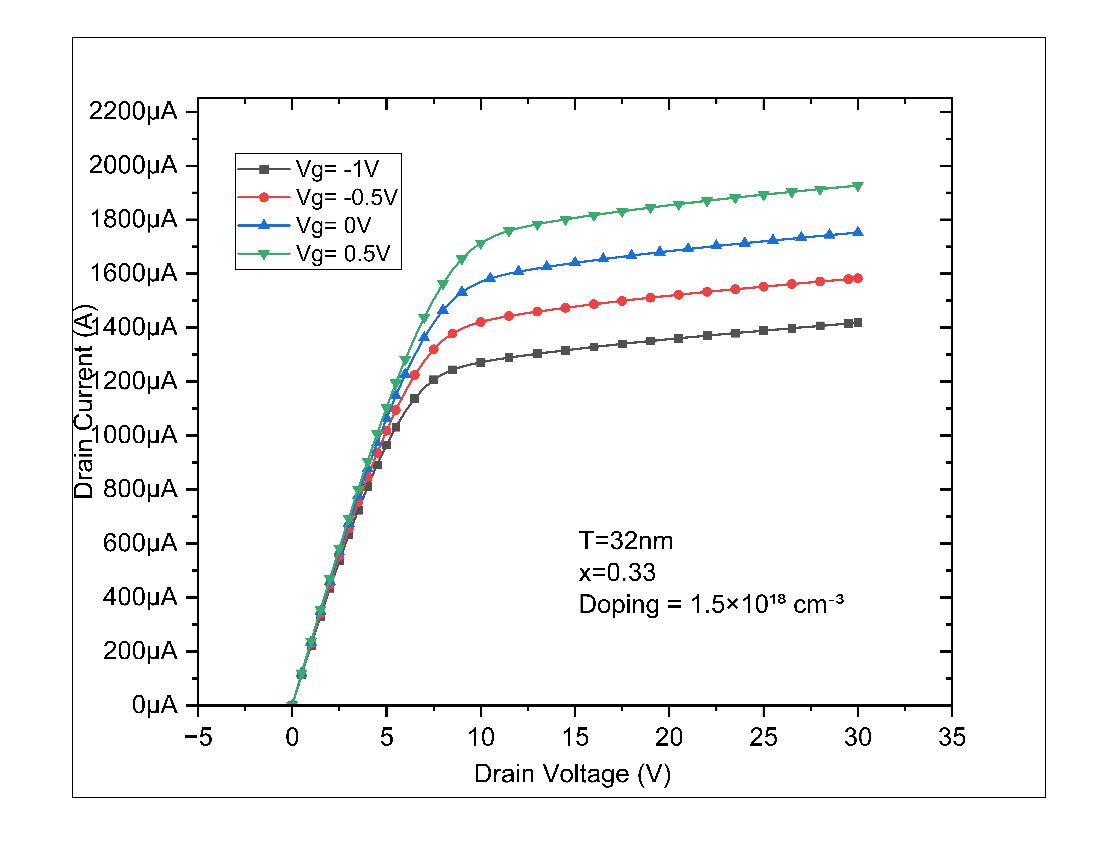 2200µA
2000µA
1800µA
1600µA
1400µA
1200µA
1000µA
800µA
600µA
400µA
200µA
0µA
Drain Current (A)
Vg= -1V
Vg= -0.5V
Vg= 0V
Vg= 0.5V
T=32nm
x=0.33
Doping = 1.5×10¹⁸ cm⁻³
−5 0 5 10 15 20 25 30 35
Drain Voltage (V)